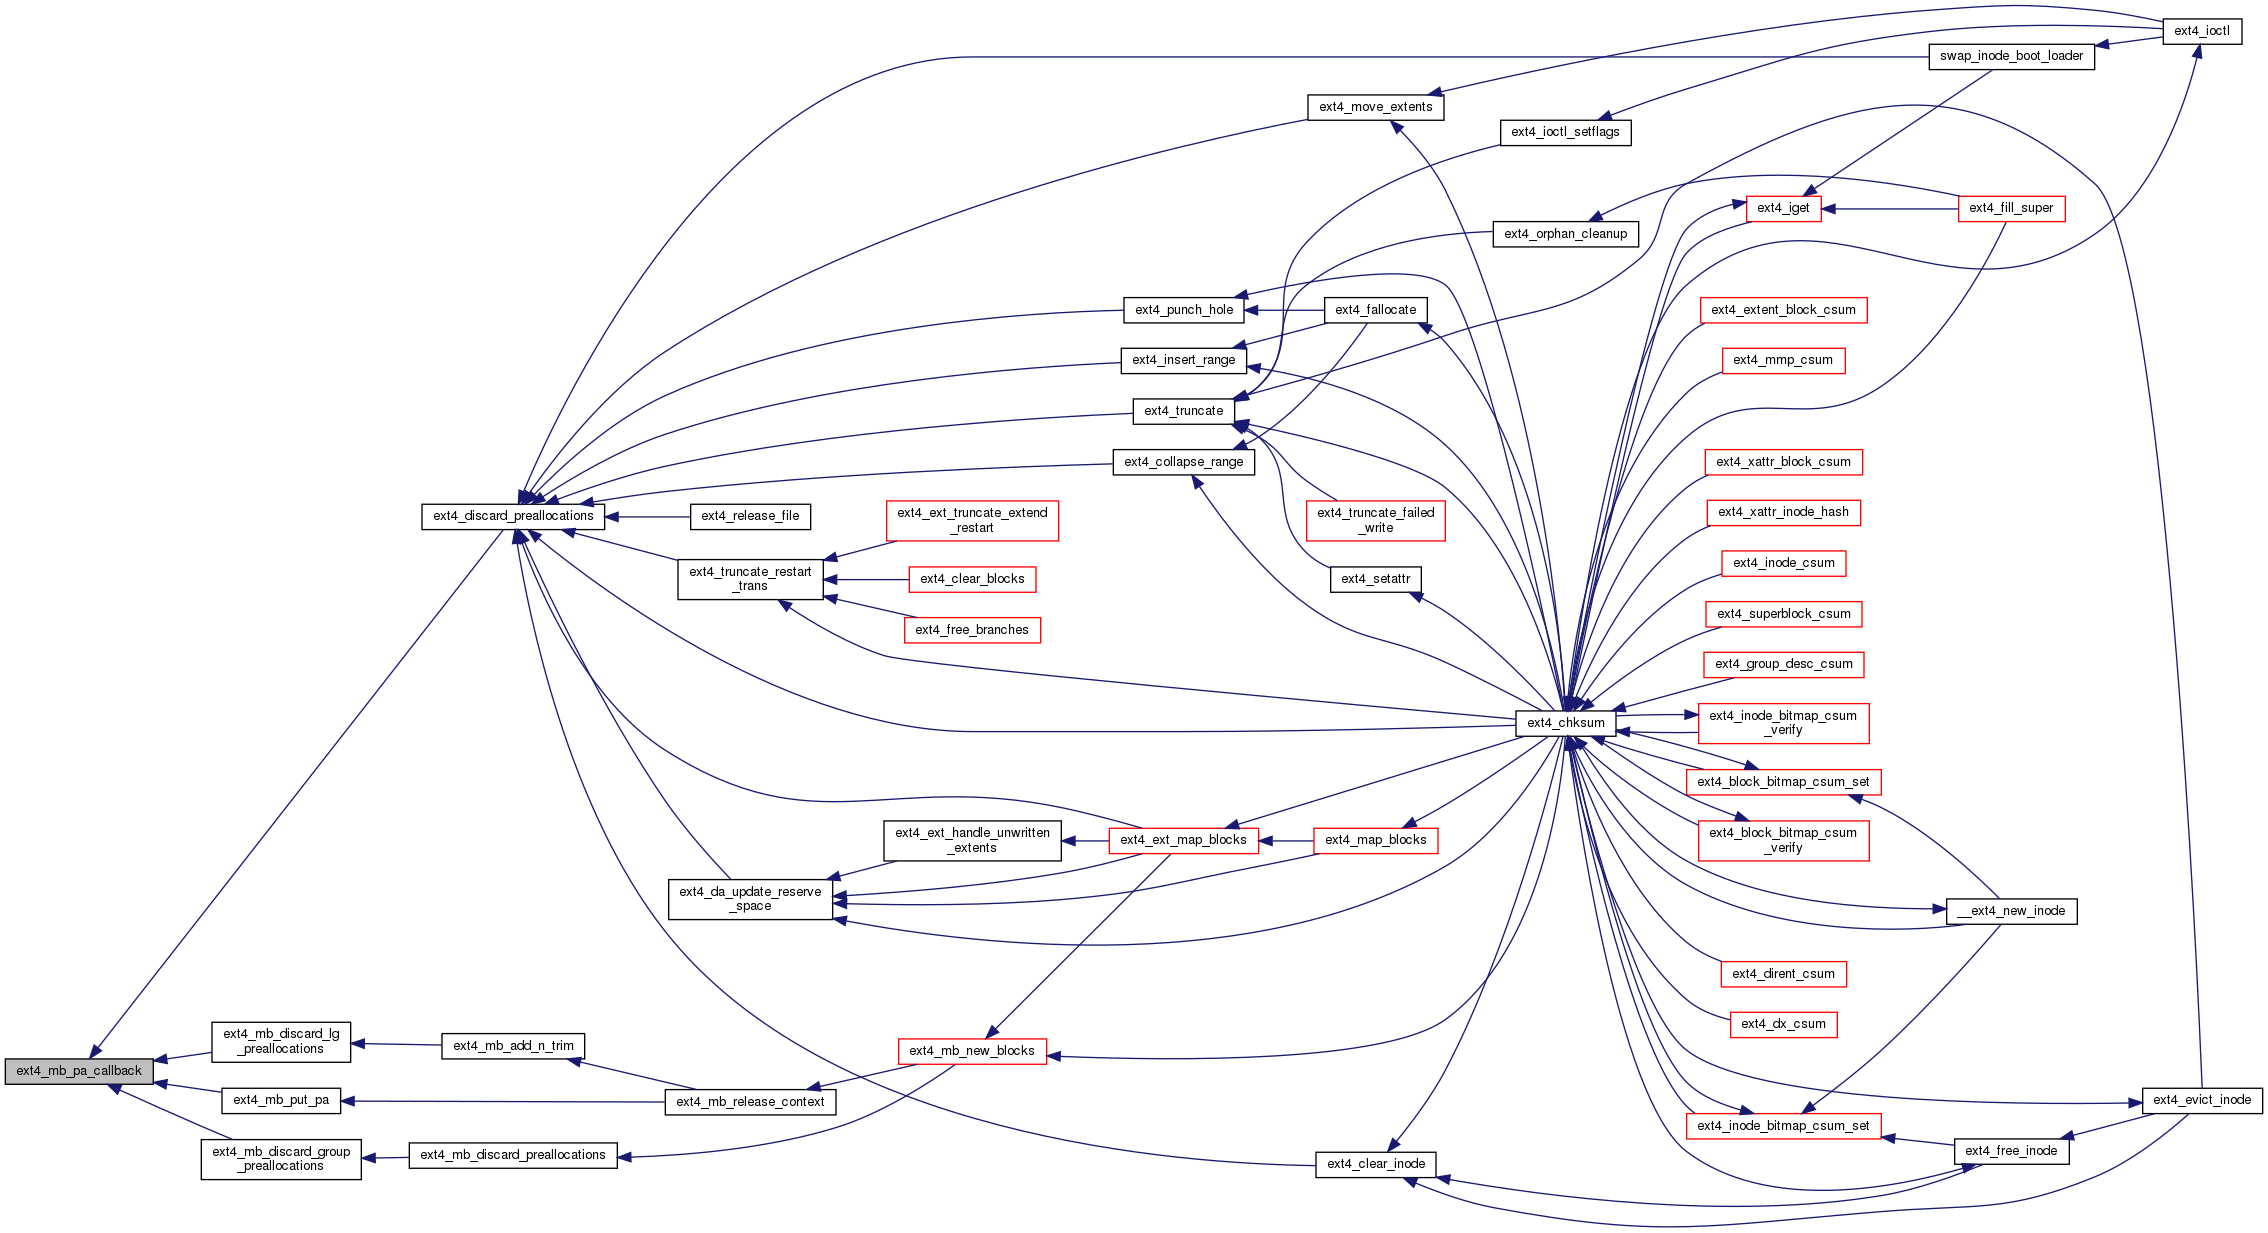 ext4_ioctl
swap_inode_boot_loader
ext4_move_extents
ext4_ioctl_setflags
ext4_iget
ext4_fill_super
ext4_orphan_cleanup
ext4_punch_hole
ext4_fallocate
ext4_extent_block_csum
ext4_insert_range
ext4_mmp_csum
ext4_truncate
ext4_collapse_range
ext4_xattr_block_csum
ext4_discard_preallocations
ext4_release_file
ext4_ext_truncate_extend
_restart
ext4_truncate_failed
_write
ext4_xattr_inode_hash
ext4_truncate_restart
_trans
ext4_clear_blocks
ext4_setattr
ext4_inode_csum
ext4_free_branches
ext4_superblock_csum
ext4_group_desc_csum
ext4_chksum
ext4_inode_bitmap_csum
_verify
ext4_block_bitmap_csum_set
ext4_ext_handle_unwritten
_extents
ext4_ext_map_blocks
ext4_map_blocks
ext4_block_bitmap_csum
_verify
ext4_da_update_reserve
_space
__ext4_new_inode
ext4_dirent_csum
ext4_dx_csum
ext4_mb_discard_lg
_preallocations
ext4_mb_add_n_trim
ext4_mb_new_blocks
ext4_mb_pa_callback
ext4_mb_put_pa
ext4_mb_release_context
ext4_evict_inode
ext4_inode_bitmap_csum_set
ext4_mb_discard_group
_preallocations
ext4_mb_discard_preallocations
ext4_clear_inode
ext4_free_inode